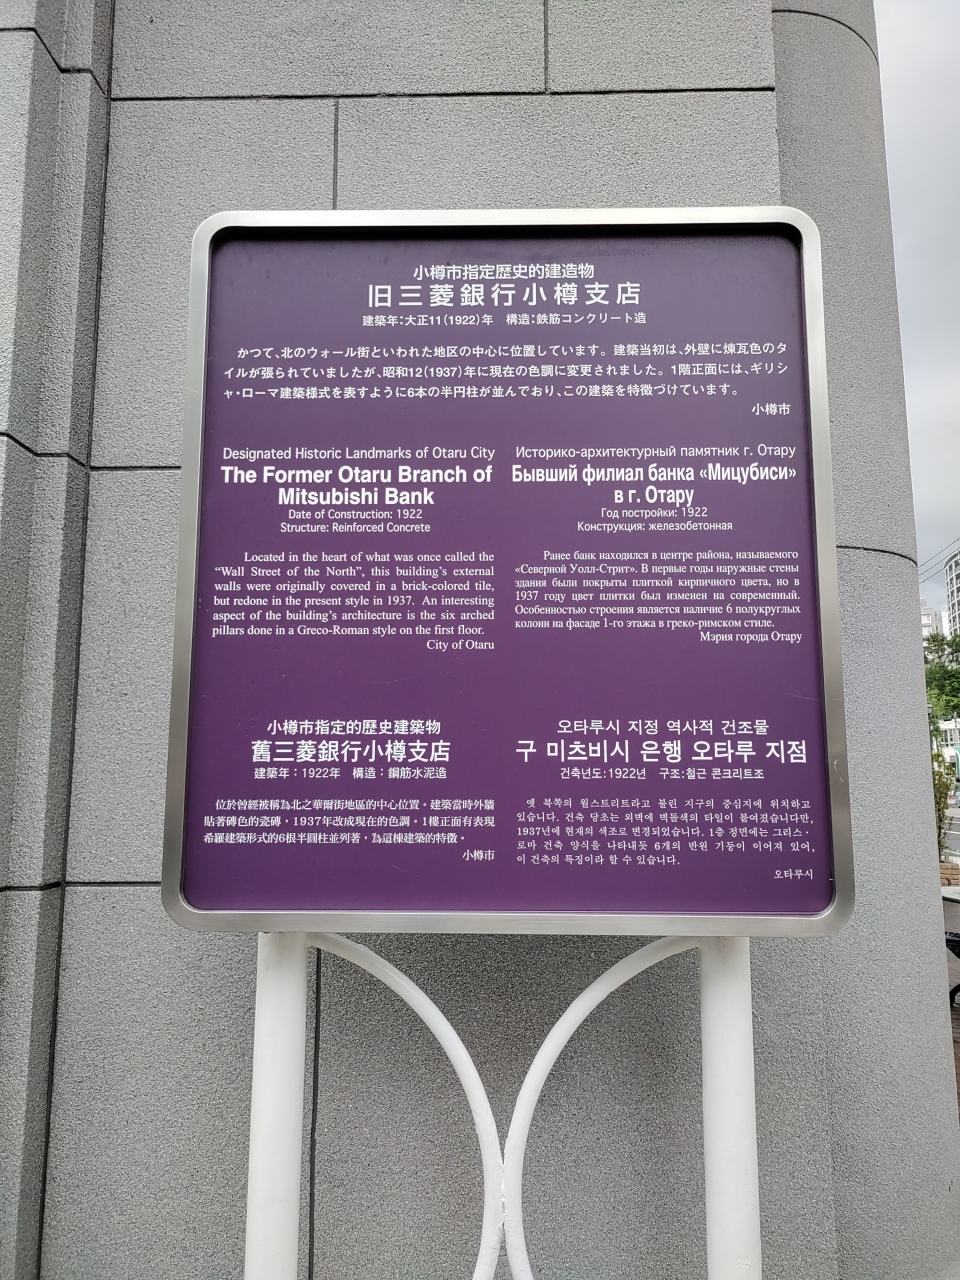 小樽市指定歴史的建造物
旧三菱銀行小樽支店
建築年：大正11（1922）年　構造：鉄筋コンクリート造
かつて、北のウォール街といわれた地区の中心に位置しています。建築当初は、外壁に煉瓦色のタ
イルが張られていましたが、昭和12（1937）年に現在の色調に変更されました。1階正面には、ギリシ
ャ・ローマ建築様式を表すように6本の半円柱が並んでおり、この建築を特徴づけています。
小樽市
Designated Historic Landmarks of Otaru City
The Former Otaru Branch of
Mitsubishi Bank
Date of Construction: 1922
Structure: Reinforced Concrete
Located in the heart of what was once called the
“Wall Street of the North”, this building’s external
walls were originally covered in a brick-colored tile,
but redone in the present style in 1937. An interesting
aspect of the building’s architecture is the six arched
pillars done in a Greco-Roman style on the first floor.
City of Otaru
Историко-архитектурный памятник г. Отару
Бывший филиал банка «Мицубиси»
в г. Отару
Год постройки: 1922
Конструкция: железобетонная
Ранее банк находился в центре района, называемого
«Северной Уолл-Стрит». В первые годы наружные стены
здания были покрыты плиткой кирпичного цвета, но в
1937 году цвет плитки был изменен на современный.
Особенностью строения является наличие 6 полукруглых
колонн на фасаде 1-го этажа в греко-римском стиле.
Мэрия города Отару
小樽市指定的歷史建築物
舊三菱銀行小樽支店
建築年：1922年　構造：鋼筋水泥造
位於曾經被稱為北之華爾街地區的中心位置。建築當時外牆
貼著磚色的瓷磚，1937年改成現在的色調。1樓正面有表現
希羅建築形式的6根半圓柱並列著，為這棟建築的特徵。
小樽市
오타루시 지정 역사적 건조물
구 미츠비시 은행 오타루 지점
건축년도:1922년　구조:철근 콘크리트조
옛 북쪽의 월스트리트라고 불린 지구의 중심지에 위치하고
있습니다. 건축 당초는 외벽에 벽돌색의 타일이 붙여졌습니다만,
1937년에 현재의 색조로 변경되었습니다. 1층 정면에는 그리스·
로마 건축 양식을 나타내듯 6개의 반원 기둥이 이어져 있어,
이 건축의 특징이라 할 수 있습니다.
오타루시